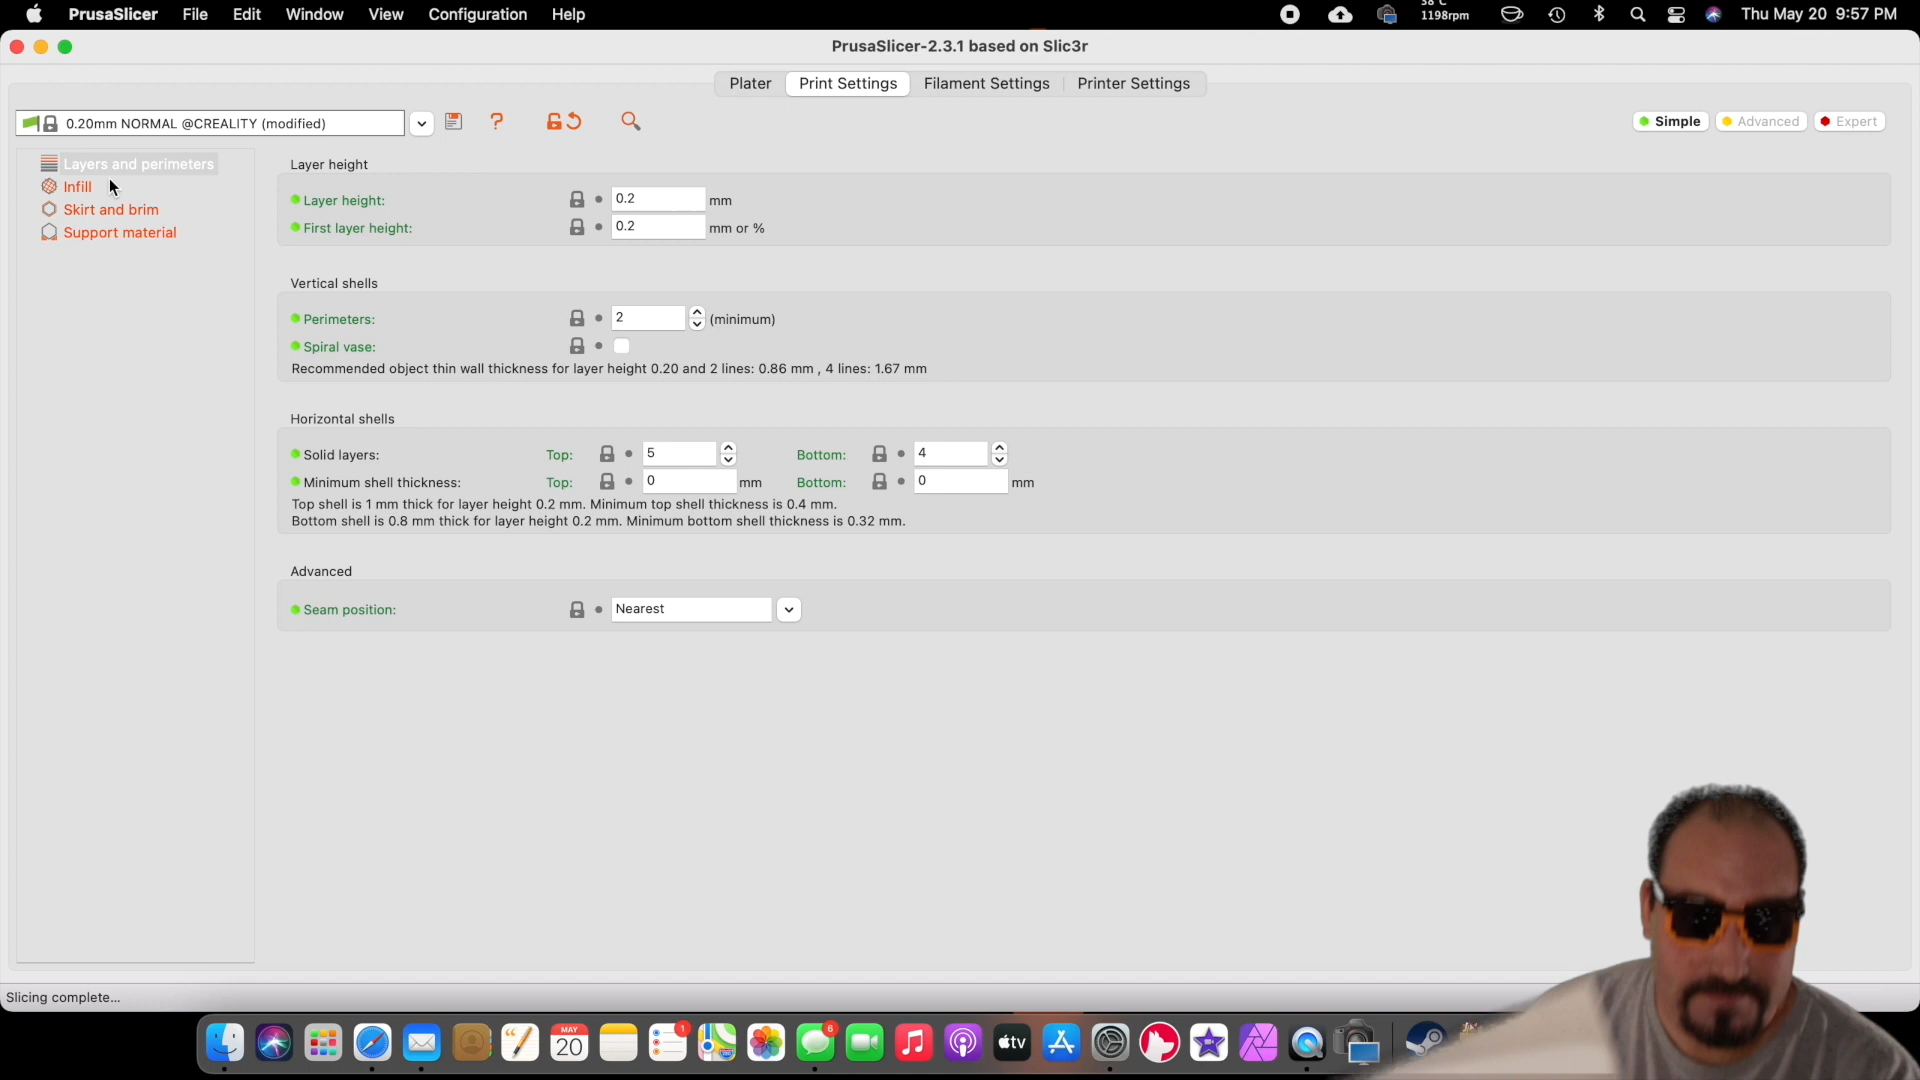 PrusaSlicer File Edit Window View Configuration Help
1198rpm
Thu May 20 9:57 PM
PrusaSlicer-2.3.1 based on Slic3r
Plater Print Settings Filament Settings Printer Settings
0.20mm NORMAL @CREALITY (modified)
?
Simple Advanced Expert
Layers and perimeters
Infill
Skirt and brim
Support material
Layer height
Layer height: 0.2 mm
First layer height: 0.2 mm or %
Vertical shells
Perimeters: 2 (minimum)
Spiral vase:
Recommended object thin wall thickness for layer height 0.20 and 2 lines: 0.86 mm , 4 lines: 1.67 mm
Horizontal shells
Solid layers: Top: 5 Bottom: 4
Minimum shell thickness: Top: 0 mm Bottom: 0 mm
Top shell is 1 mm thick for layer height 0.2 mm. Minimum top shell thickness is 0.4 mm.
Bottom shell is 0.8 mm thick for layer height 0.2 mm. Minimum bottom shell thickness is 0.32 mm.
Advanced
Seam position: Nearest
Slicing complete...
MAY
20
1
6
tv